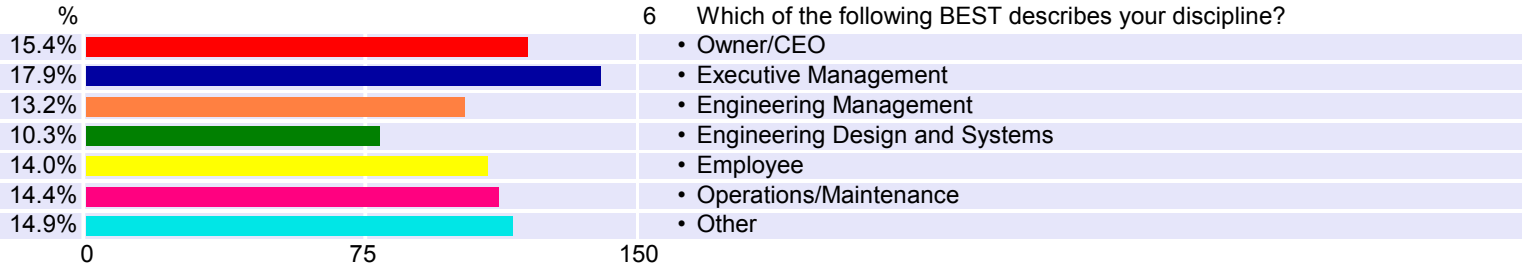 % 6 Which of the following BEST describes your discipline?
15.4% • Owner/CEO
17.9% • Executive Management
13.2% • Engineering Management
10.3% • Engineering Design and Systems
14.0% • Employee
14.4% • Operations/Maintenance
14.9% • Other
0 75 150